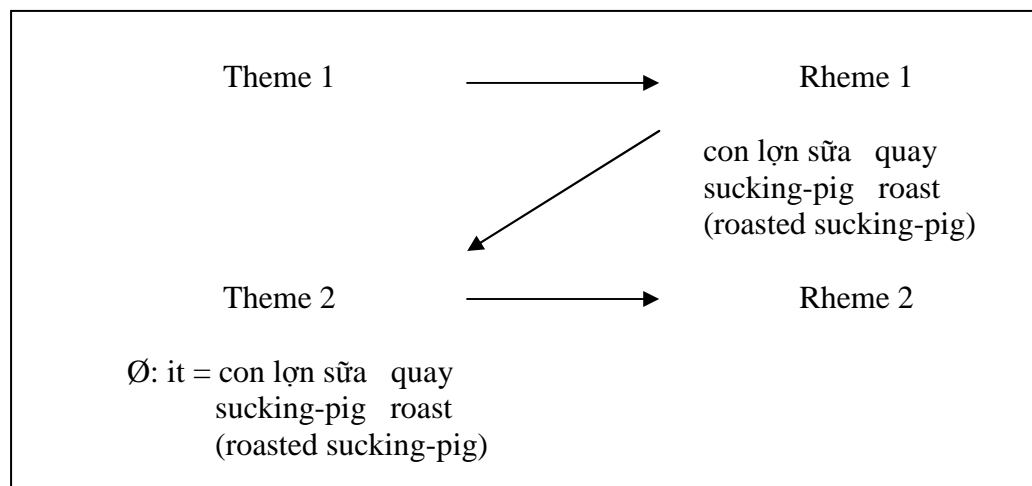 Theme 1 Rheme 1
con lợn sữa quay
sucking-pig roast
(roasted sucking-pig)
Theme 2 Rheme 2
Ø: it = con lợn sữa quay
sucking-pig roast
(roasted sucking-pig)